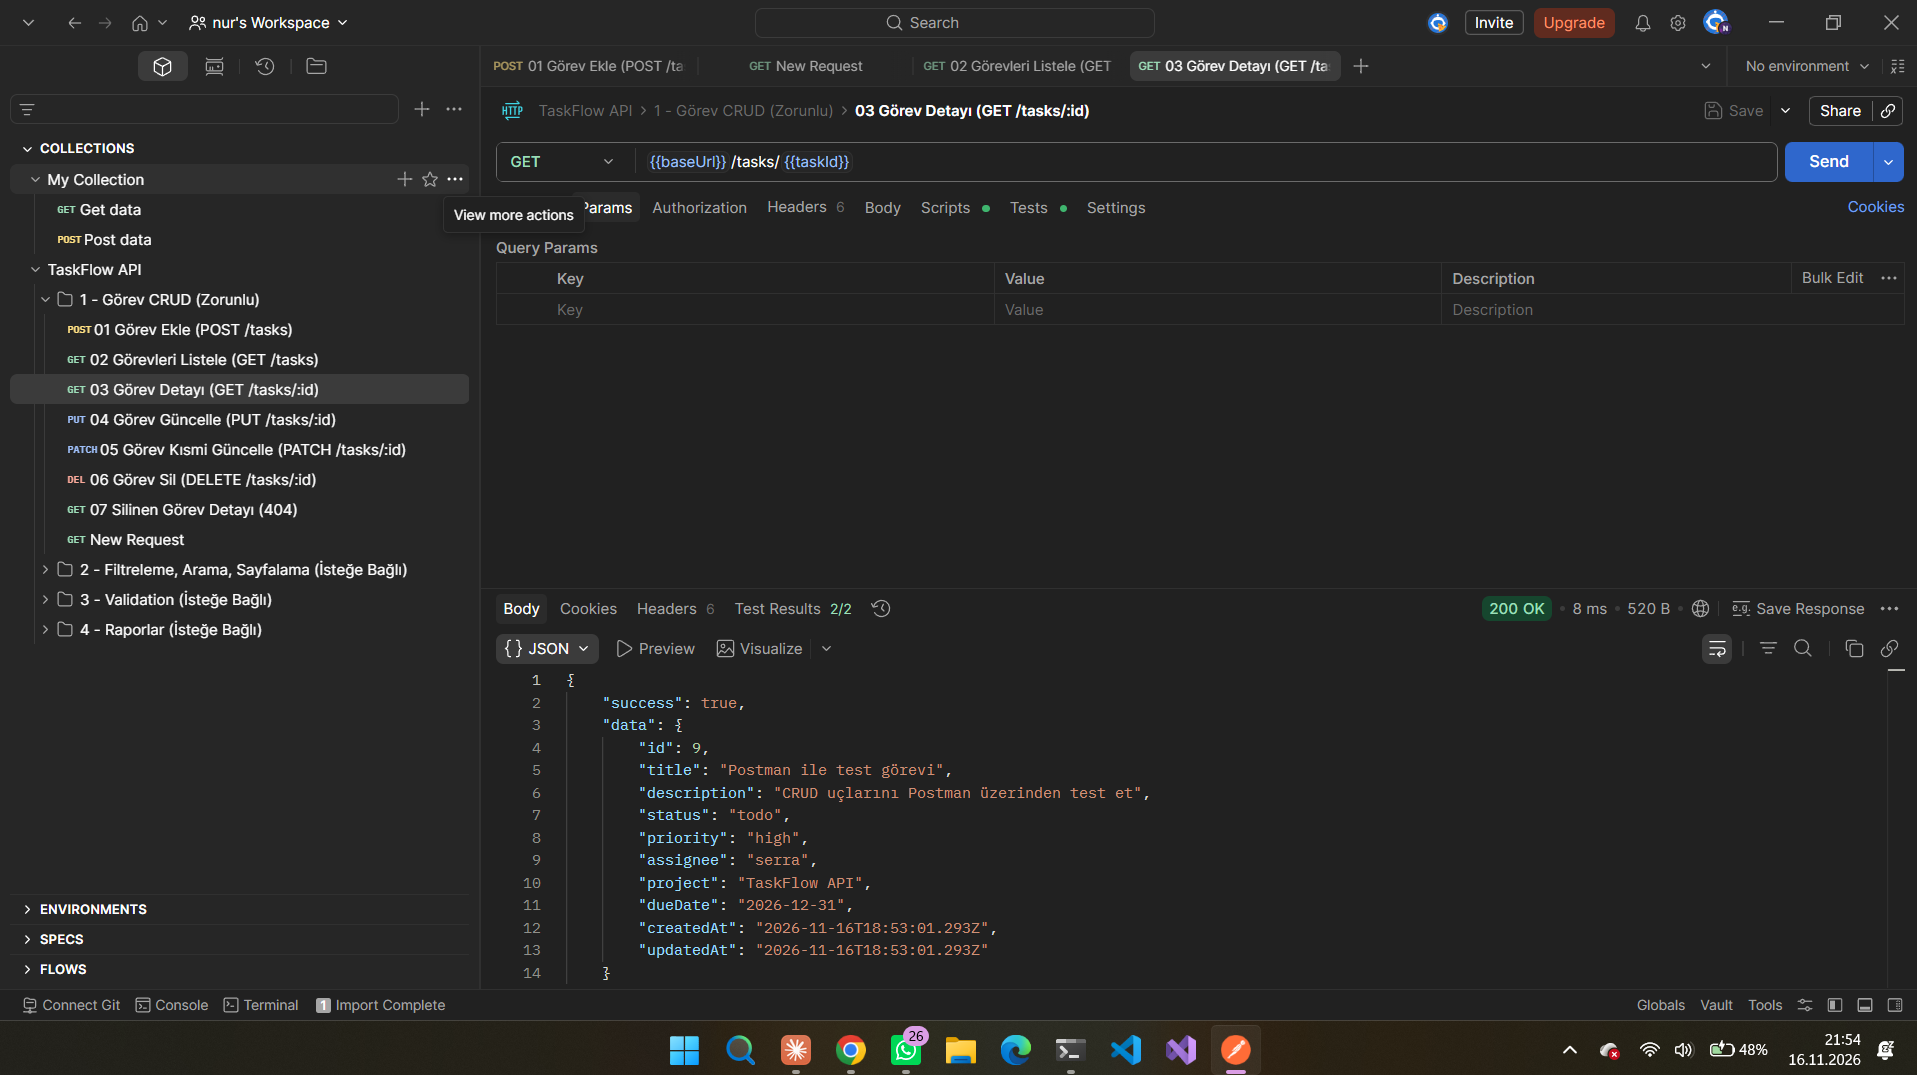 nur's Workspace
Search
Invite
Upgrade
N
POST 01 Görev Ekle (POST /ta
GET New Request
GET 02 Görevleri Listele (GET
GET 03 Görev Detayı (GET /ta
No environment
HTTP TaskFlow API > 1 - Görev CRUD (Zorunlu) > 03 Görev Detayı (GET /tasks/:id)
Save
Share
COLLECTIONS
My Collection
GET Get data
POST Post data
TaskFlow API
1 - Görev CRUD (Zorunlu)
POST 01 Görev Ekle (POST /tasks)
GET 02 Görevleri Listele (GET /tasks)
GET 03 Görev Detayı (GET /tasks/:id)
PUT 04 Görev Güncelle (PUT /tasks/:id)
PATCH 05 Görev Kısmi Güncelle (PATCH /tasks/:id)
DEL 06 Görev Sil (DELETE /tasks/:id)
GET 07 Silinen Görev Detayı (404)
GET New Request
2 - Filtreleme, Arama, Sayfalama (İsteğe Bağlı)
3 - Validation (İsteğe Bağlı)
4 - Raporlar (İsteğe Bağlı)
ENVIRONMENTS
SPECS
FLOWS
View more actions
GET
{{baseUrl}} /tasks/ {{taskId}}
Send
arams
Authorization
Headers 6
Body
Scripts
Tests
Settings
Cookies
Query Params
Key Value Description Bulk Edit
Key Value Description
Body
Cookies
Headers 6
Test Results 2/2
200 OK
8 ms
520 B
e.g. Save Response
{} JSON
Preview
Visualize
1 {
2 "success": true,
3 "data": {
4 "id": 9,
5 "title": "Postman ile test görevi",
6 "description": "CRUD uçlarını Postman üzerinden test et",
7 "status": "todo",
8 "priority": "high",
9 "assignee": "serra",
10 "project": "TaskFlow API",
11 "dueDate": "2026-12-31",
12 "createdAt": "2026-11-16T18:53:01.293Z",
13 "updatedAt": "2026-11-16T18:53:01.293Z"
14 }
Connect Git
Console
Terminal
1 Import Complete
Globals
Vault
Tools
26
48%
21:54
16.11.2026